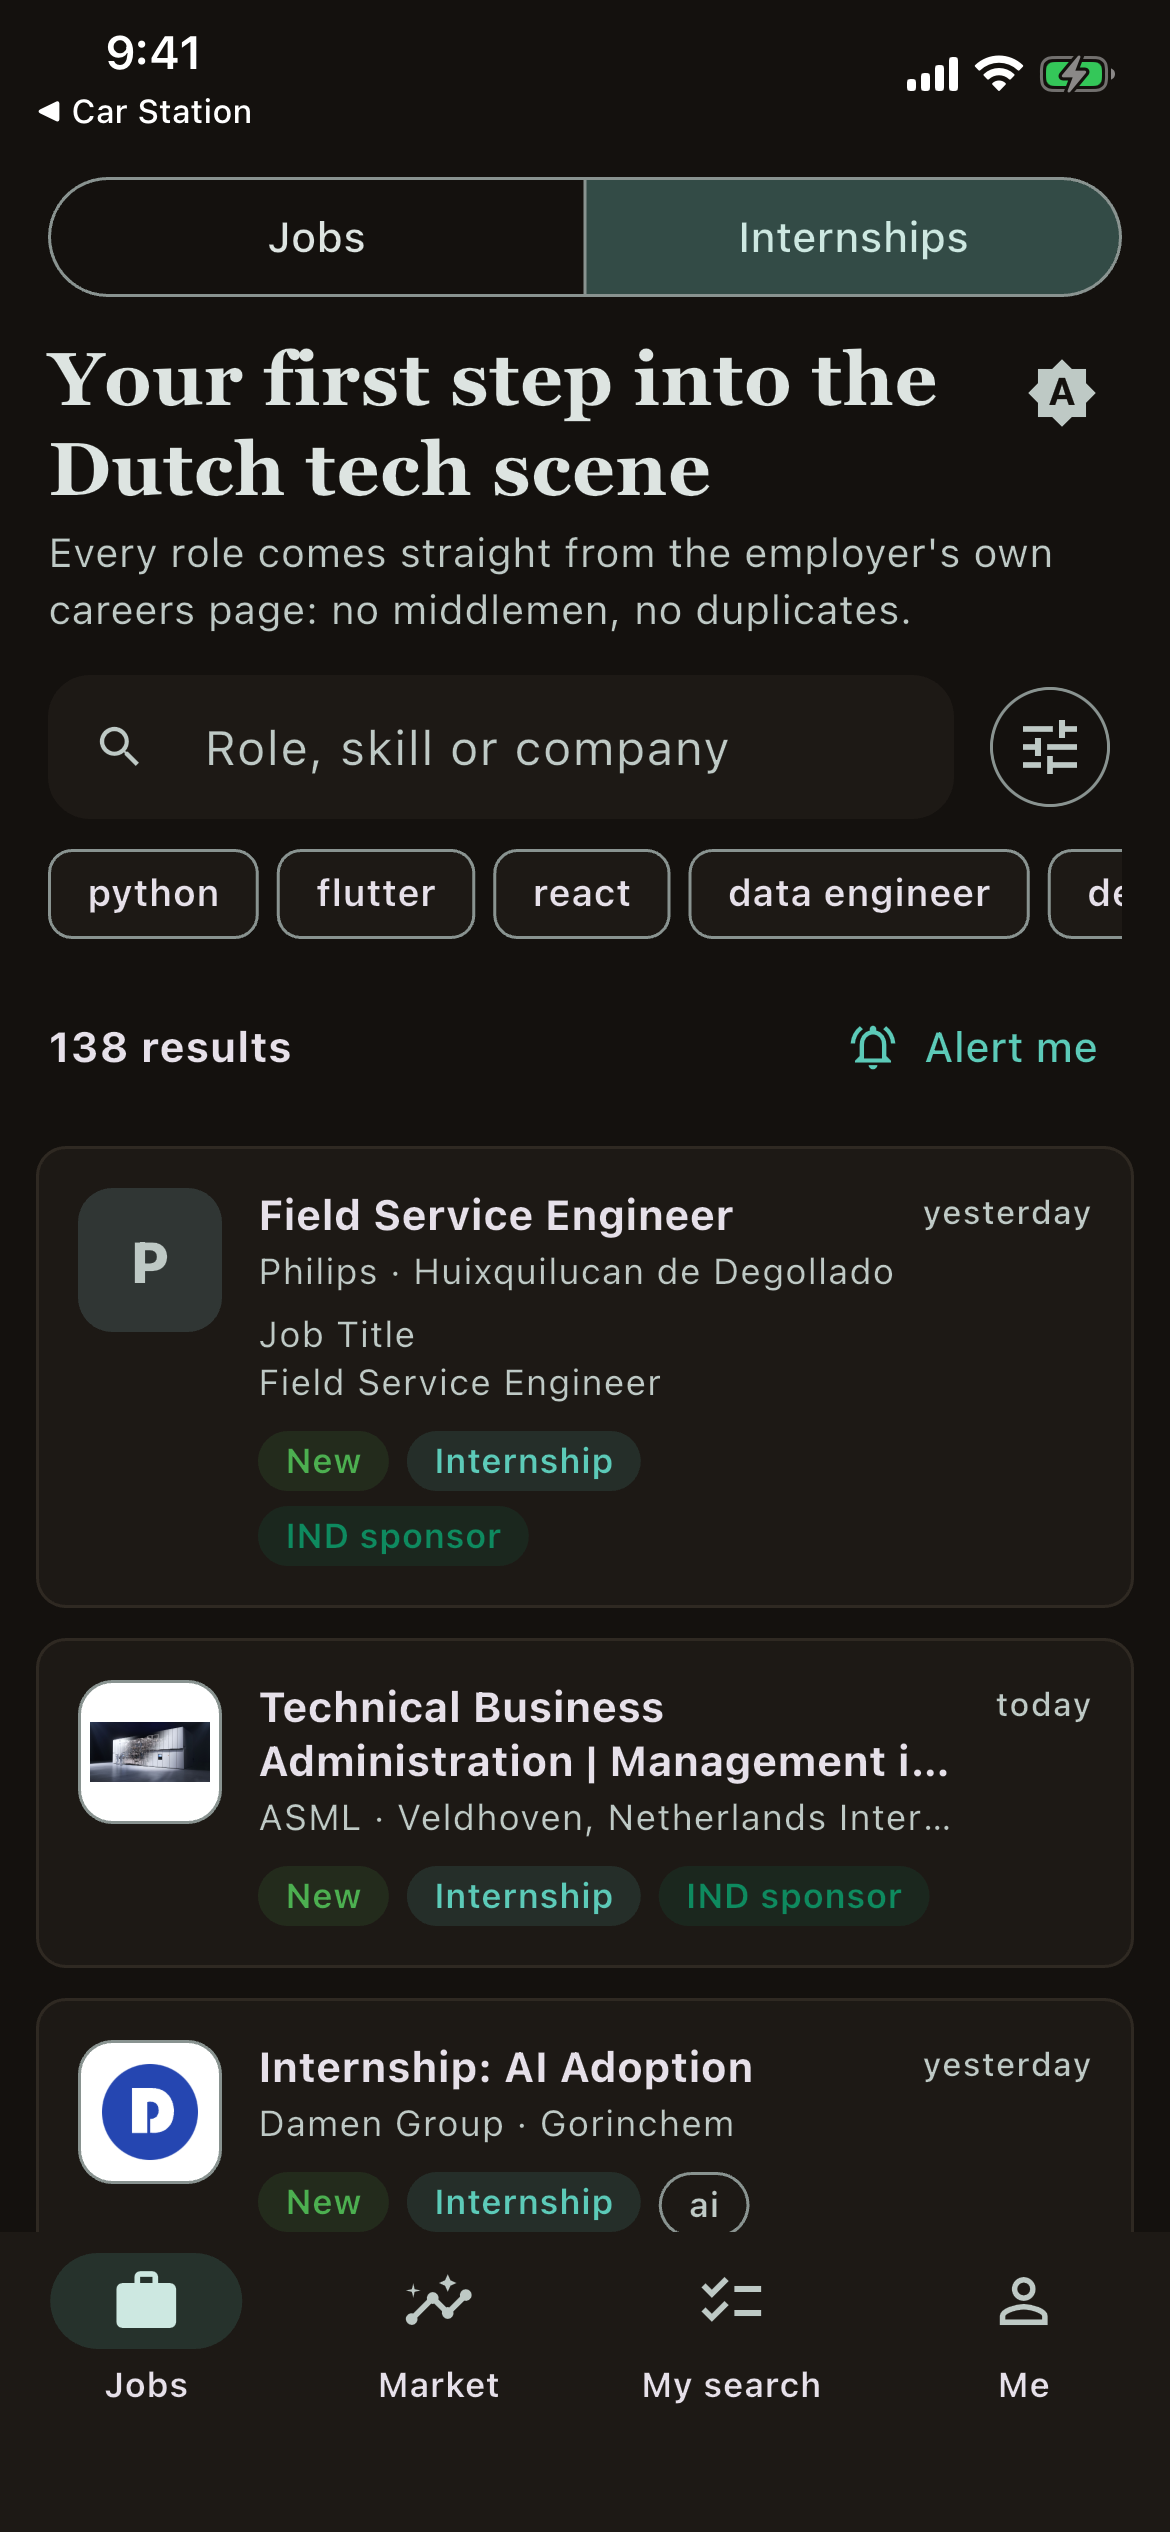 9:41
Car Station
Jobs
Internships
Your first step into the
Dutch tech scene
A
Every role comes straight from the employer's own
careers page: no middlemen, no duplicates.
Role, skill or company
python
flutter
react
data engineer
de
138 results
Alert me
P
Field Service Engineer
yesterday
Philips · Huixquilucan de Degollado
Job Title
Field Service Engineer
New
Internship
IND sponsor
Technical Business
today
Administration | Management i...
ASML · Veldhoven, Netherlands Inter...
New
Internship
IND sponsor
D
Internship: AI Adoption
yesterday
Damen Group · Gorinchem
New
Internship
ai
Jobs
Market
My search
Me